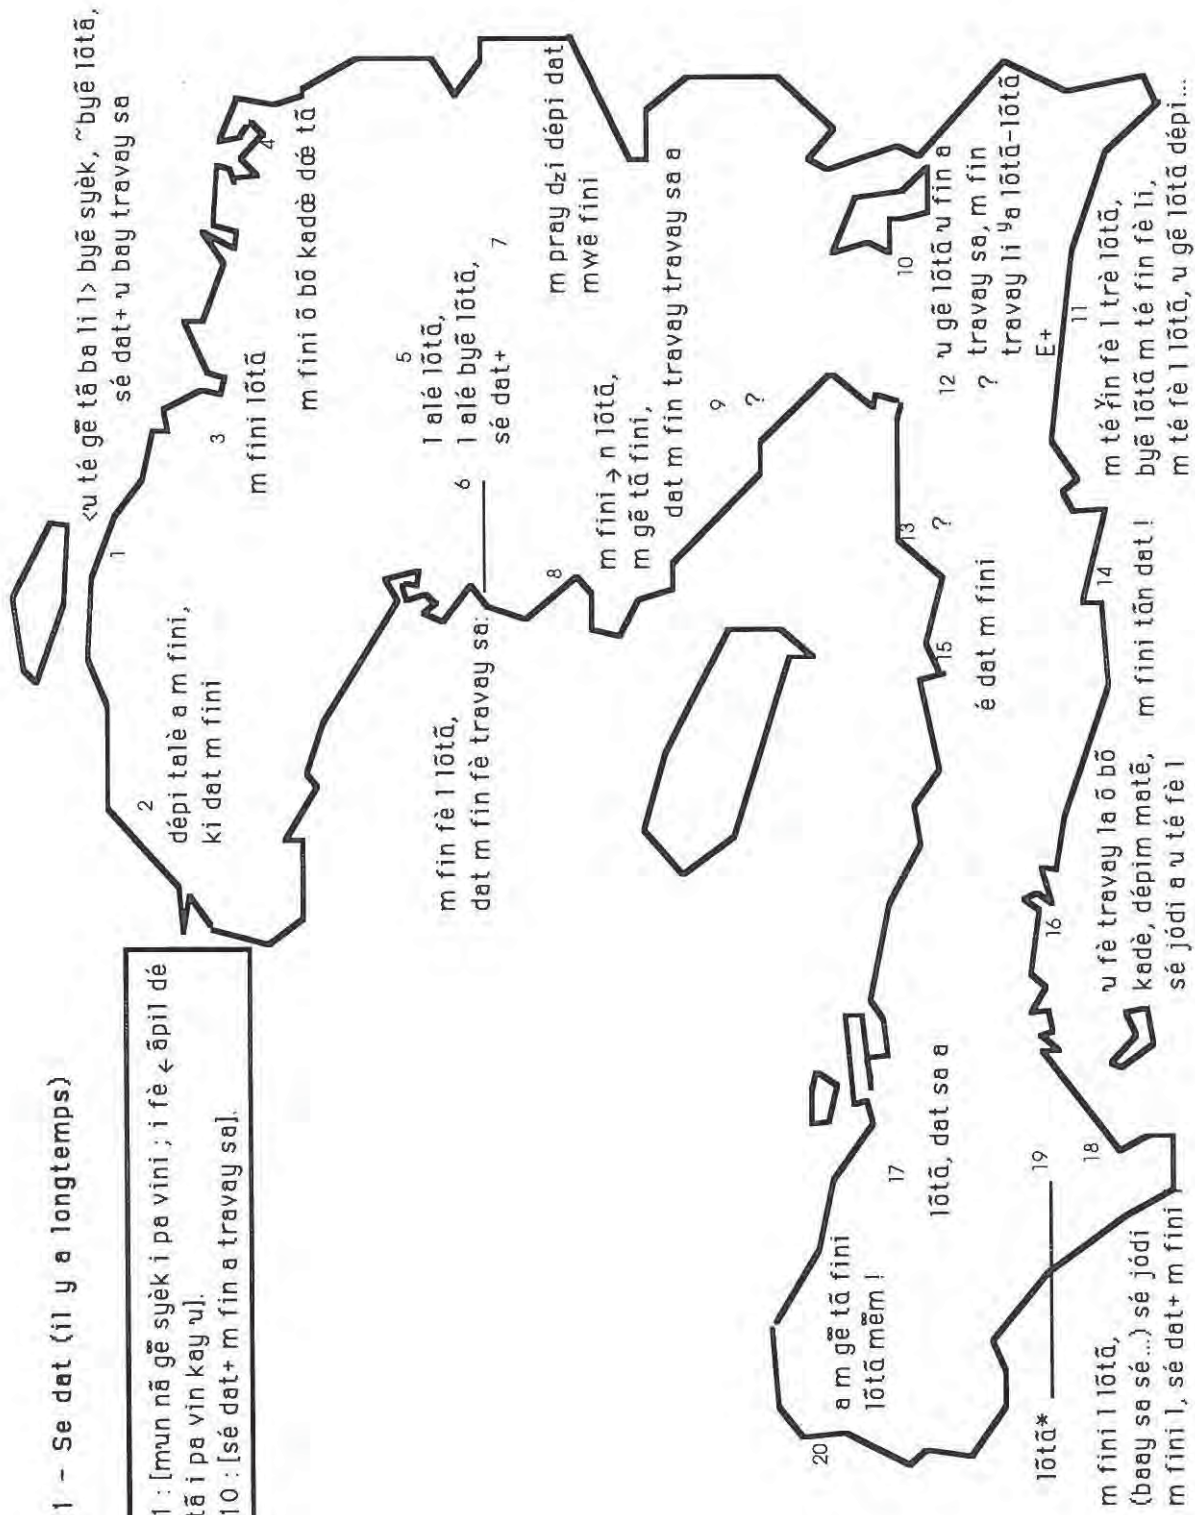 1 – Se dat (il y a longtemps)
1 : [mun nã gẽ syèk i pa vini ; i fè ← ãpil dé
tã i pa vin kay u].
10 : [sé dat+ m fin a travay sa].
<u té gẽ tã ba li l> byẽ syèk, ~byẽ lõtã,
sé dat+ u bay travay sa
1
2
dépi talè a m fini,
ki dat m fini
3
m fini lõtã
4
m fini õ bõ kadœ̀ dœ́ tã
5
l alé lõtã,
6
l alé byẽ lõtã,
sé dat+
7
m pray dzi dépi dat
mwẽ fini
m fin fè l lõtã,
dat m fin fè travay sa:
8
m fini → n lõtã,
m gẽ tã fini,
dat m fin travay travay sa a
9
?
10
12 u gẽ lõtã u fin a
travay sa, m fin
? travay li ya lõtã-lõtã
E+
11
m té fin fè l trè lõtã,
byẽ lõtã m té fin fè li,
m té fè l lõtã, u gẽ lõtã dépi...
13
?
14
m fini tãn dat !
15
é dat m fini
16
u fè travay la õ bõ
kadè, dépim matẽ,
sé jódi a u té fè l
17
lõtã, dat sa a
18
m fini l lõtã,
(baay sa sé...) sé jódi
m fini l, sé dat+ m fini
19
lõtã*
20
a m gẽ tã fini
lõtã mẽm !